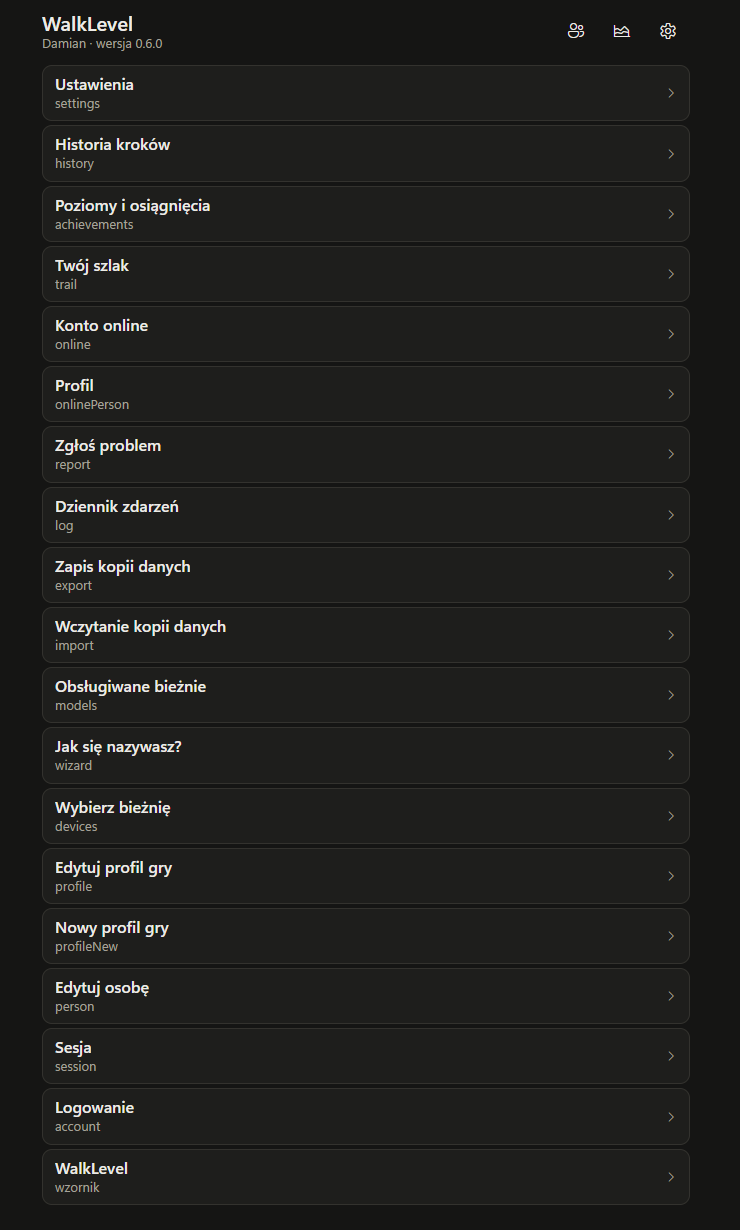 WalkLevel
Damian · wersja 0.6.0
Ustawienia
settings
Historia kroków
history
Poziomy i osiągnięcia
achievements
Twój szlak
trail
Konto online
online
Profil
onlinePerson
Zgłoś problem
report
Dziennik zdarzeń
log
Zapis kopii danych
export
Wczytanie kopii danych
import
Obsługiwane bieżnie
models
Jak się nazywasz?
wizard
Wybierz bieżnię
devices
Edytuj profil gry
profile
Nowy profil gry
profileNew
Edytuj osobę
person
Sesja
session
Logowanie
account
WalkLevel
wzornik